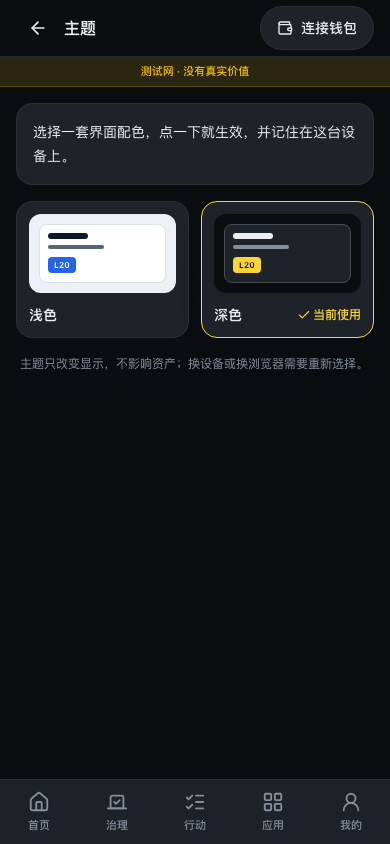 主题
连接钱包
测试网 · 没有真实价值
选择一套界面配色，点一下就生效，并记住在这台设
备上。
L20
L20
浅色
深色
当前使用
主题只改变显示，不影响资产；换设备或换浏览器需要重新选择。
首页
治理
行动
应用
我的